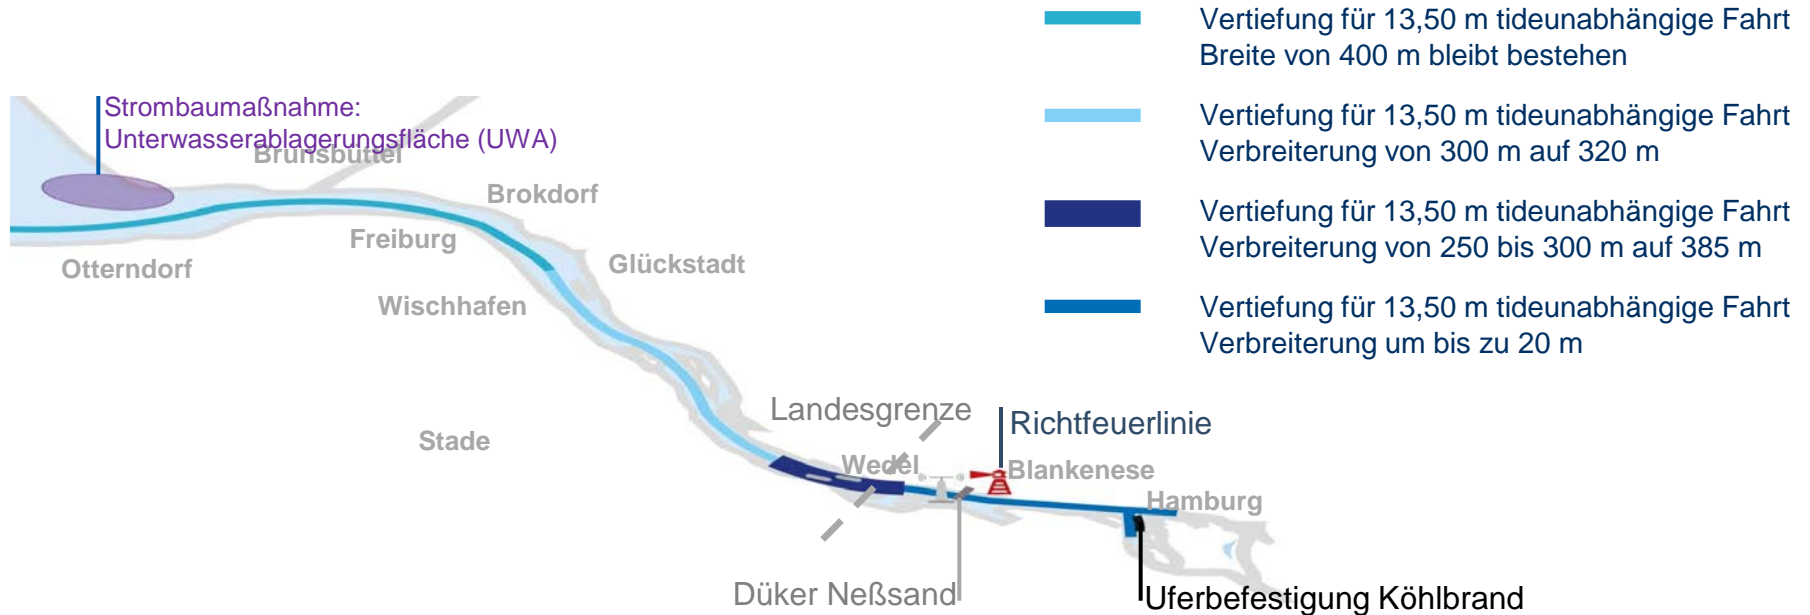 Vertiefung für 13,50 m tideunabhängige Fahrt
Breite von 400 m bleibt bestehen
Vertiefung für 13,50 m tideunabhängige Fahrt
Verbreiterung von 300 m auf 320 m
Vertiefung für 13,50 m tideunabhängige Fahrt
Verbreiterung von 250 bis 300 m auf 385 m
Vertiefung für 13,50 m tideunabhängige Fahrt
Verbreiterung um bis zu 20 m
Strombaumaßnahme:
Unterwasserablagerungsfläche (UWA)
Brunsbüttel
Brokdorf
Freiburg
Otterndorf
Glückstadt
Wischhafen
Landesgrenze
Richtfeuerlinie
Stade
Wedel
Blankenese
Hamburg
Düker Neßsand
Uferbefestigung Köhlbrand